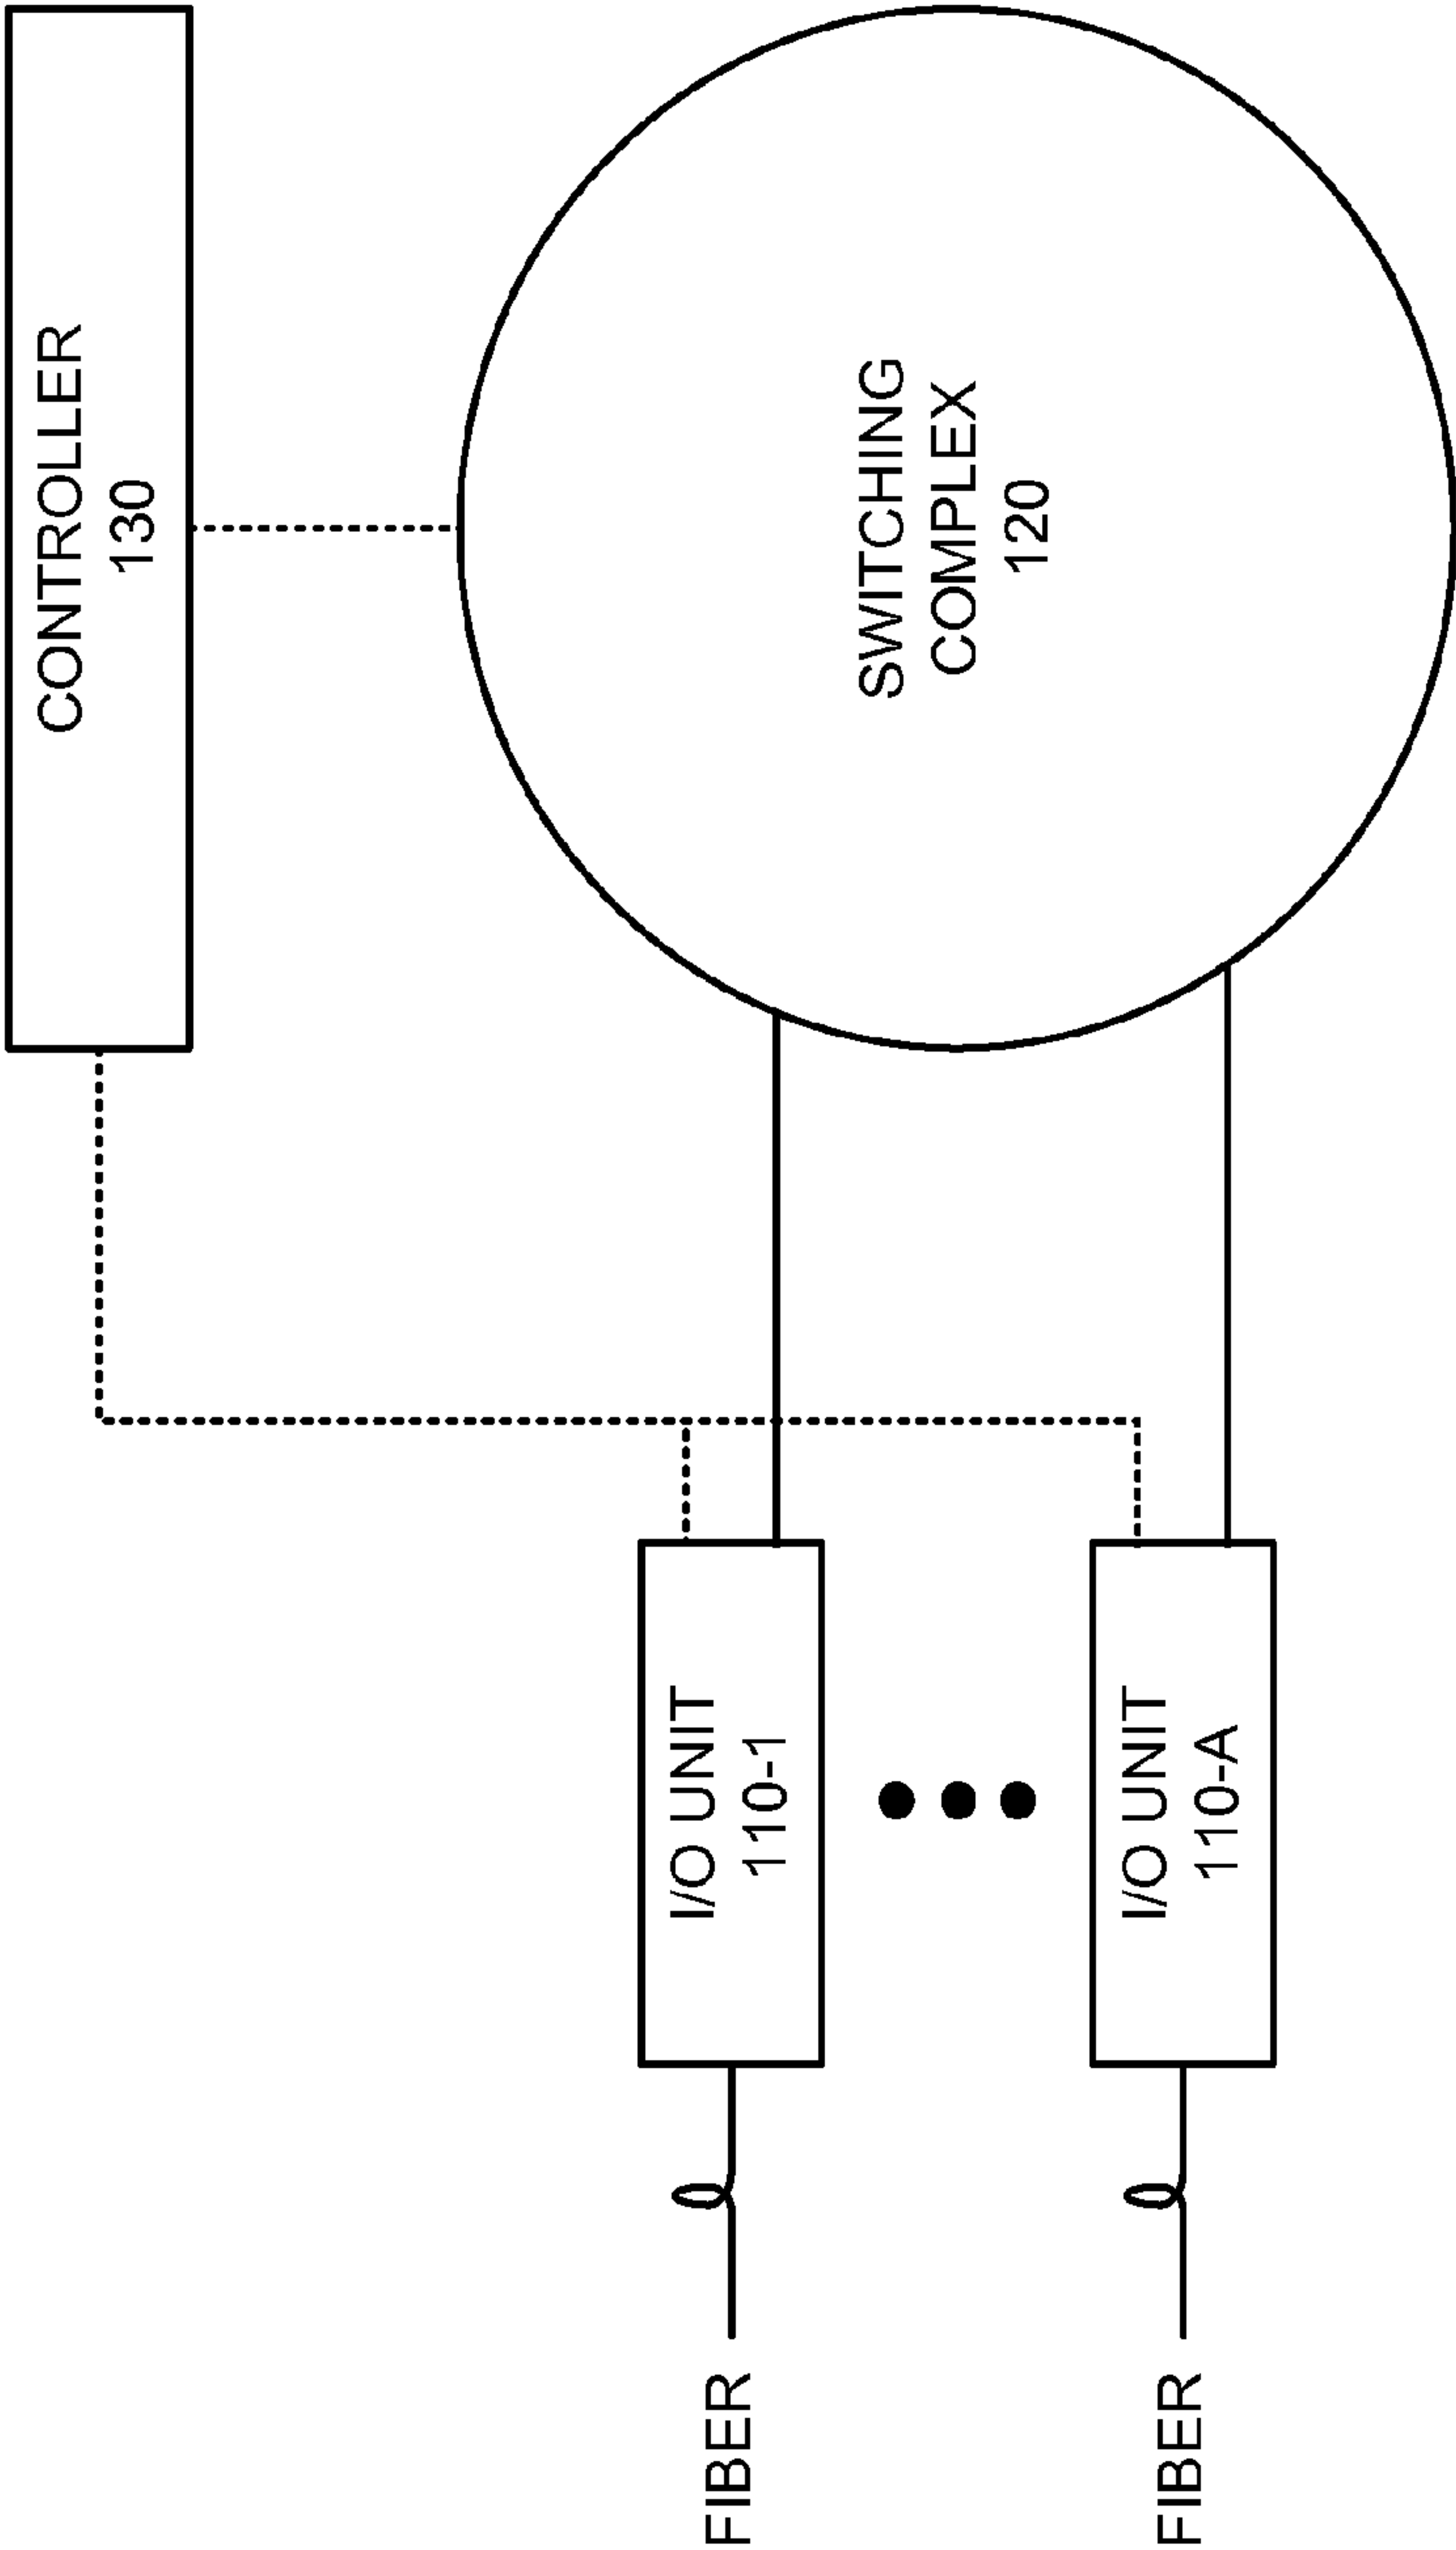 CONTROLLER
130
FIBER
I/O UNIT
110-1
SWITCHING
COMPLEX
120
FIBER
I/O UNIT
110-A